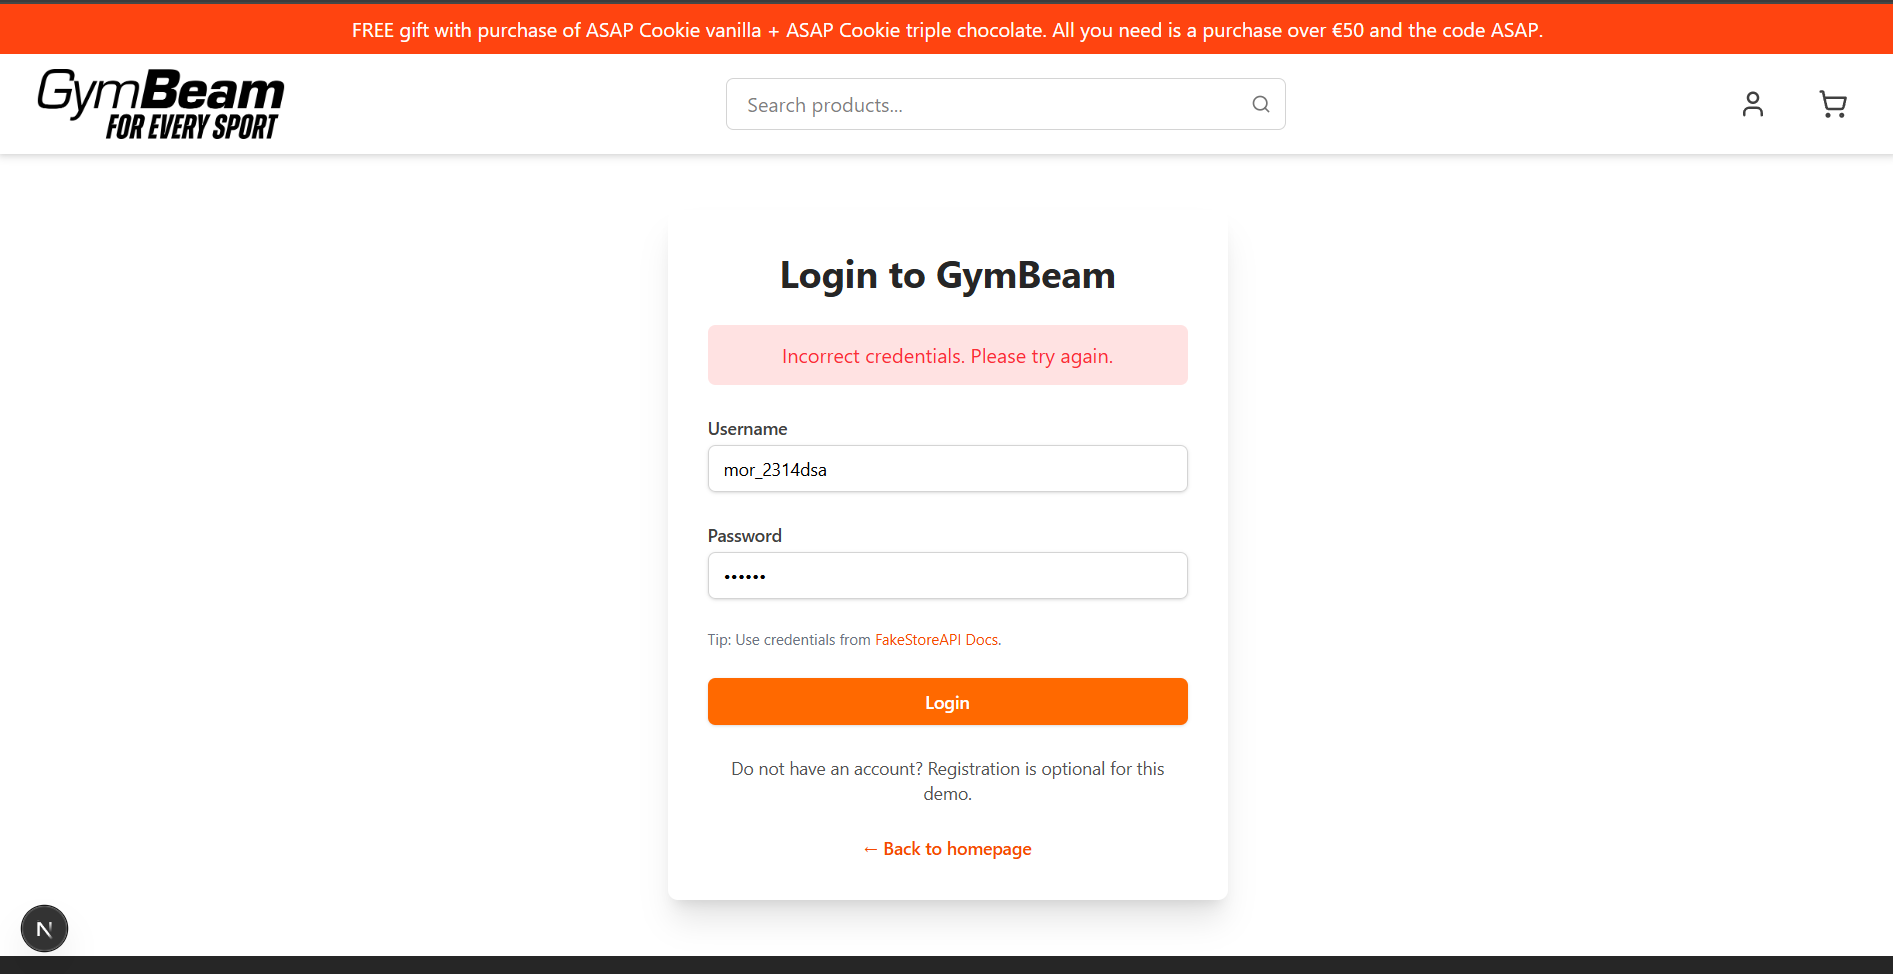 FREE gift with purchase of ASAP Cookie vanilla + ASAP Cookie triple chocolate. All you need is a purchase over €50 and the code ASAP.
GymBeam
FOR EVERY SPORT
Search products...
Login to GymBeam
Incorrect credentials. Please try again.
Username
mor_2314dsa
Password
••••••
Tip: Use credentials from FakeStoreAPI Docs.
Login
Do not have an account? Registration is optional for this
demo.
← Back to homepage
N